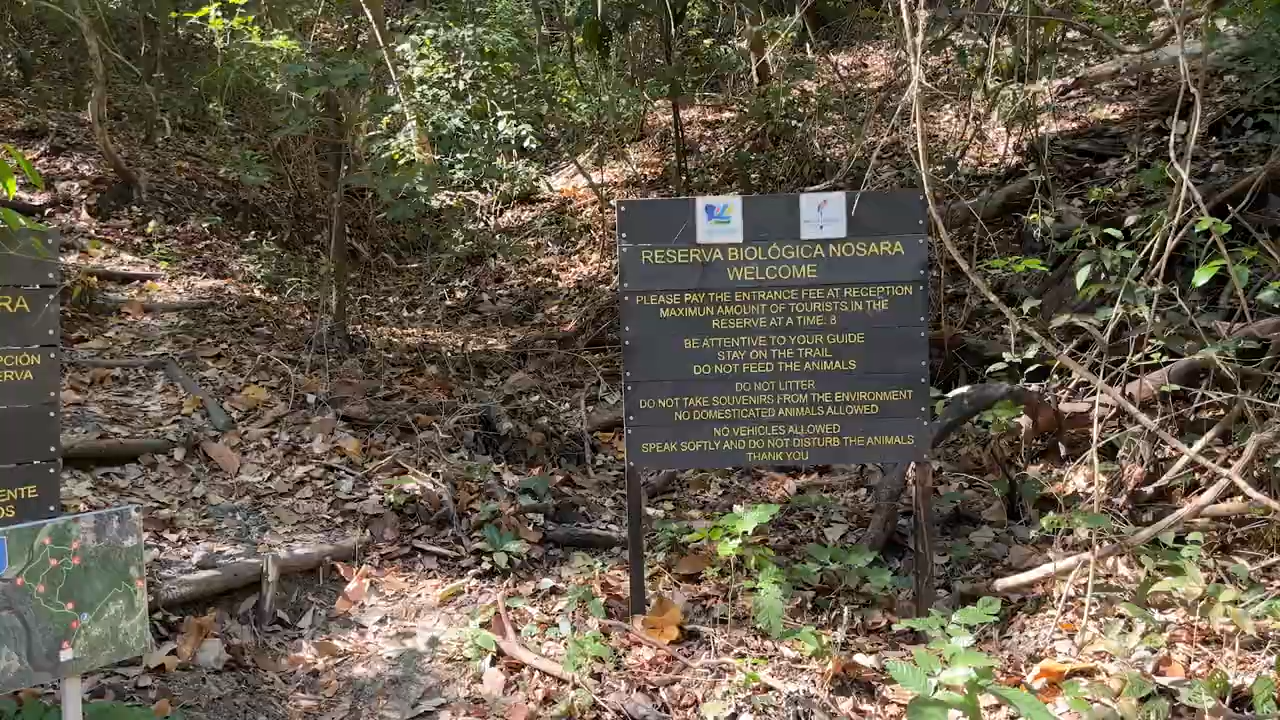 RA
PCIÓN
ERVA
ENTE
OS
RESERVA BIOLÓGICA NOSARA
WELCOME
PLEASE PAY THE ENTRANCE FEE AT RECEPTION
MAXIMUN AMOUNT OF TOURISTS IN THE
RESERVE AT A TIME. 8
BE ATTENTIVE TO YOUR GUIDE
STAY ON THE TRAIL
DO NOT FEED THE ANIMALS
DO NOT LITTER
DO NOT TAKE SOUVENIRS FROM THE ENVIRONMENT
NO DOMESTICATED ANIMALS ALLOWED
NO VEHICLES ALLOWED
SPEAK SOFTLY AND DO NOT DISTURB THE ANIMALS
THANK YOU